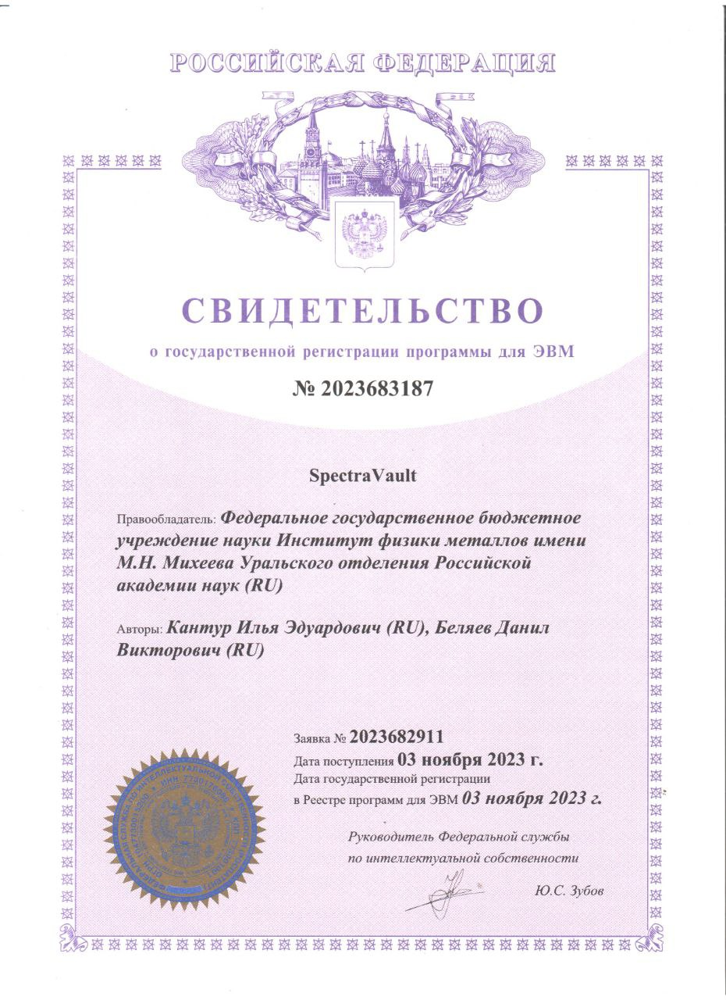 РОССИЙСКАЯ ФЕДЕРАЦИЯ
СВИДЕТЕЛЬСТВО
о государственной регистрации программы для ЭВМ
№ 2023683187
SpectraVault
Правообладатель: Федеральное государственное бюджетное
учреждение науки Институт физики металлов имени
М.Н. Михеева Уральского отделения Российской
академии наук (RU)
Авторы: Кантур Илья Эдуардович (RU), Беляев Данил
Викторович (RU)
Заявка № 2023682911
Дата поступления 03 ноября 2023 г.
Дата государственной регистрации
в Реестре программ для ЭВМ 03 ноября 2023 г.
Руководитель Федеральной службы
по интеллектуальной собственности
Ю.С. Зубов